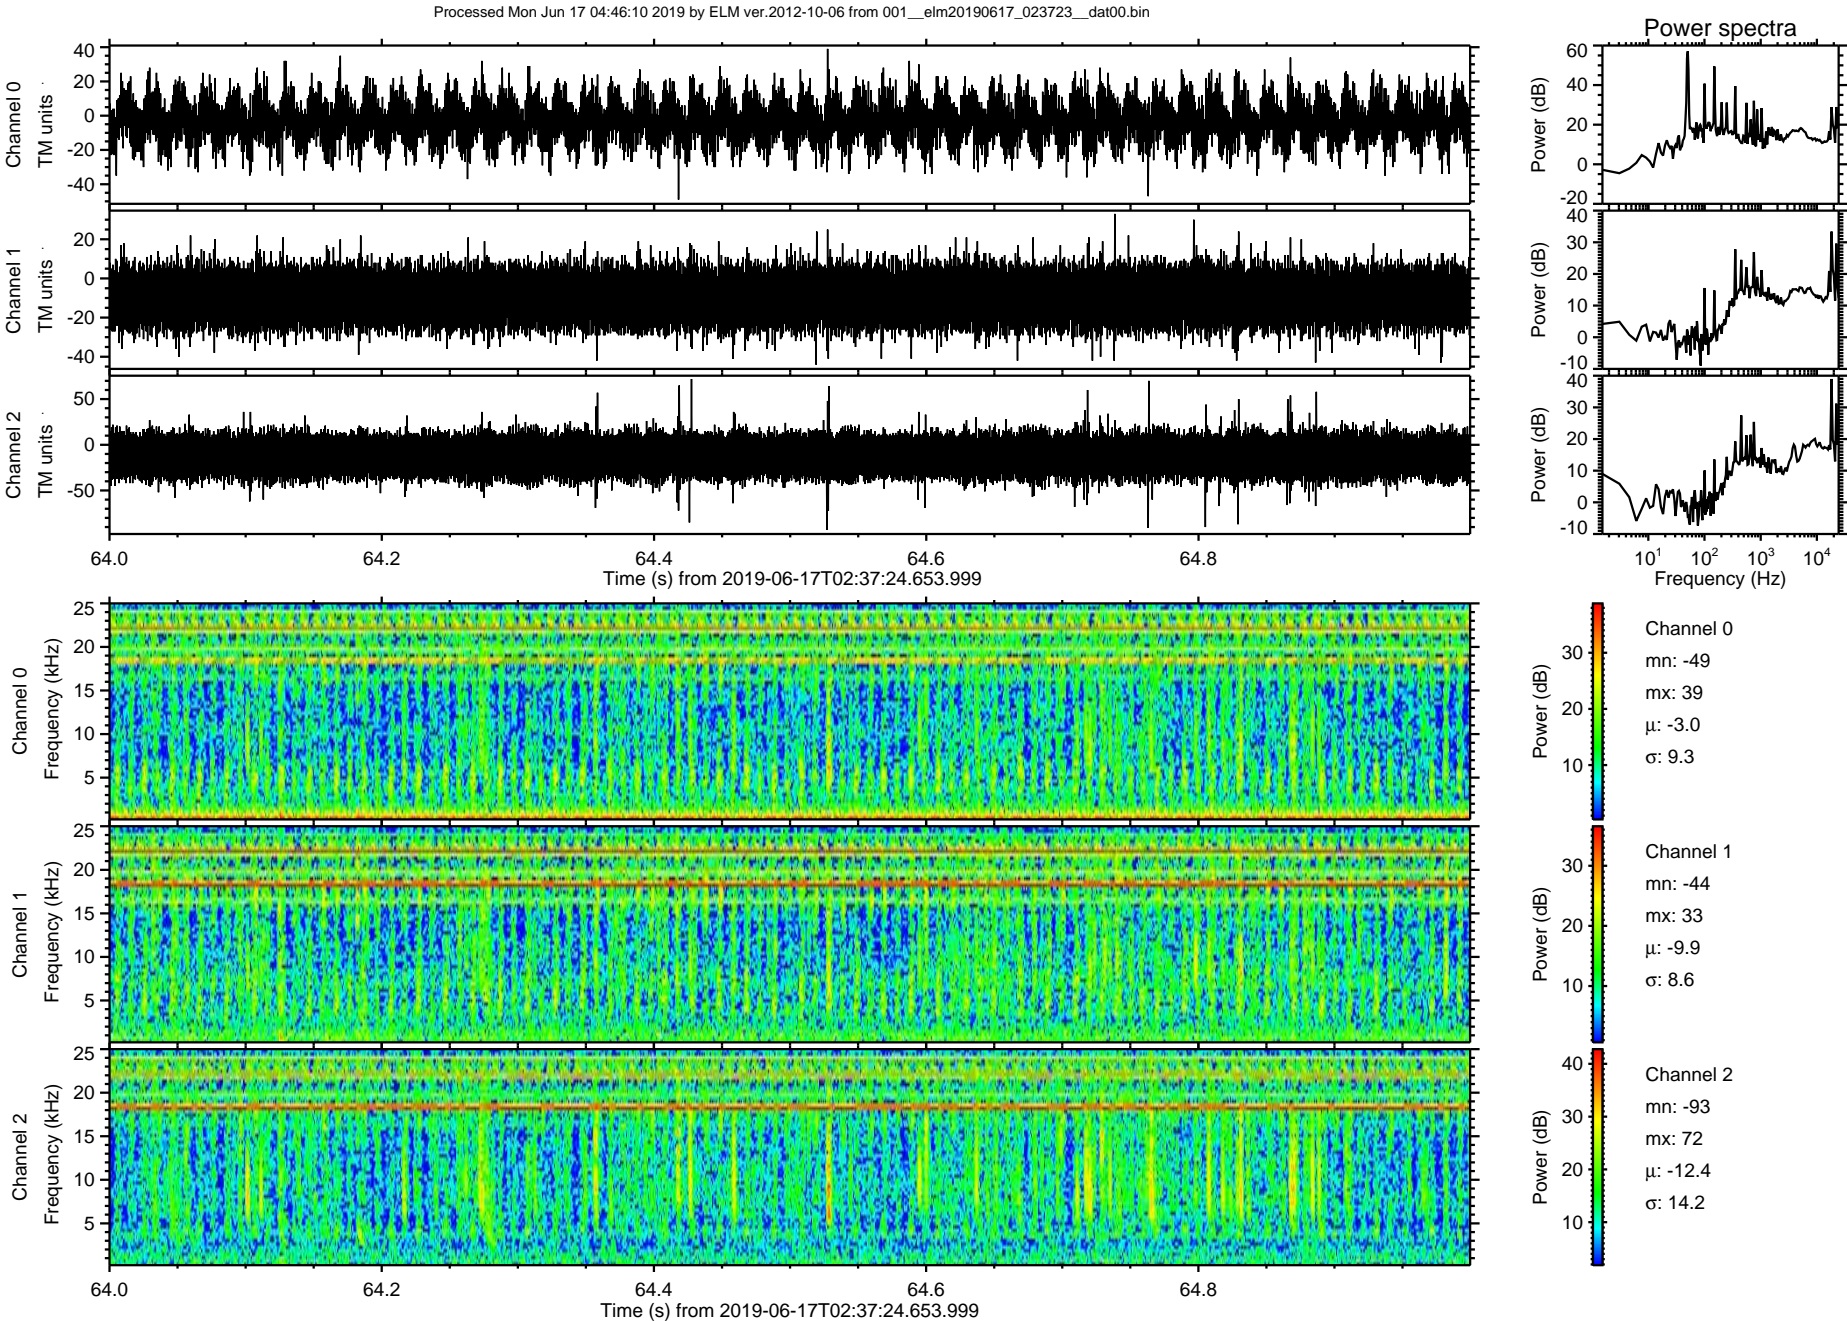 Processed Mon Jun 17 04:46:10 2019 by ELM ver.2012-10-06 from 001__elm20190617_023723__dat00.bin
Power spectra
Channel 0
TM units
40
20
0
-20
-40
Power (dB)
60
40
20
0
-20
Channel 1
TM units
20
0
-20
-40
Power (dB)
40
30
20
10
0
-10
Channel 2
TM units
50
0
-50
Power (dB)
40
30
20
10
0
-10
64.0 64.2 64.4 64.6 64.8
Time (s) from 2019-06-17T02:37:24.653.999
10¹ 10² 10³ 10⁴
Frequency (Hz)
Channel 0
Frequency (kHz)
25
20
15
10
5
Power (dB)
30
20
10
Channel 0
mn: -49
mx: 39
μ: -3.0
σ: 9.3
Channel 1
Frequency (kHz)
25
20
15
10
5
Power (dB)
30
20
10
Channel 1
mn: -44
mx: 33
μ: -9.9
σ: 8.6
Channel 2
Frequency (kHz)
25
20
15
10
5
Power (dB)
40
30
20
10
Channel 2
mn: -93
mx: 72
μ: -12.4
σ: 14.2
64.0 64.2 64.4 64.6 64.8
Time (s) from 2019-06-17T02:37:24.653.999